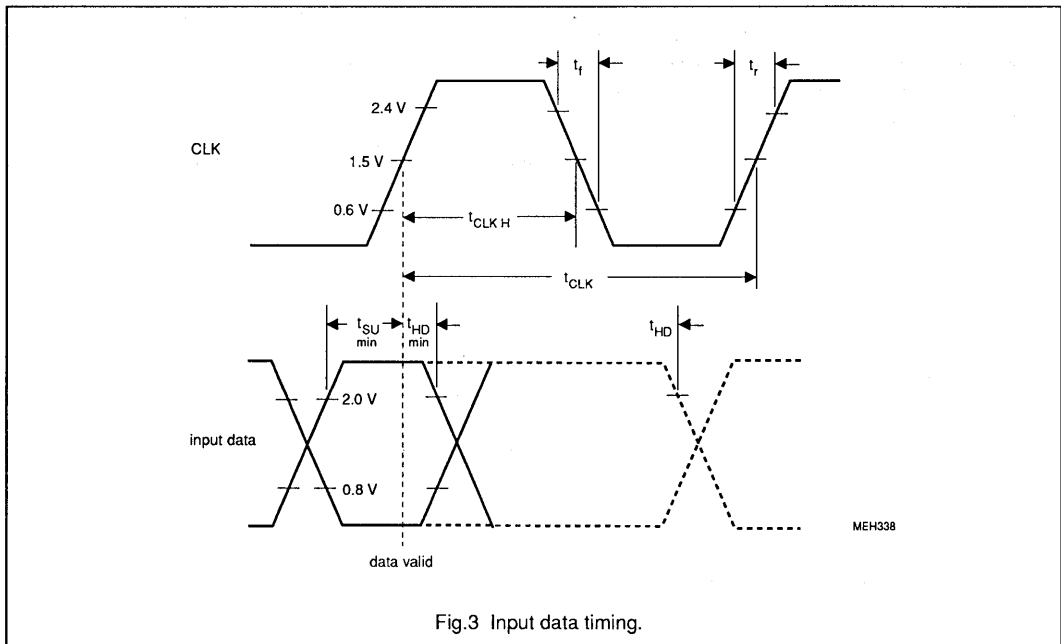 t_f
t_r
2.4 V
CLK
1.5 V
0.6 V
t_CLK H
t_CLK
t_SU min
t_HD min
t_HD
2.0 V
input data
0.8 V
MEH338
data valid
Fig.3 Input data timing.